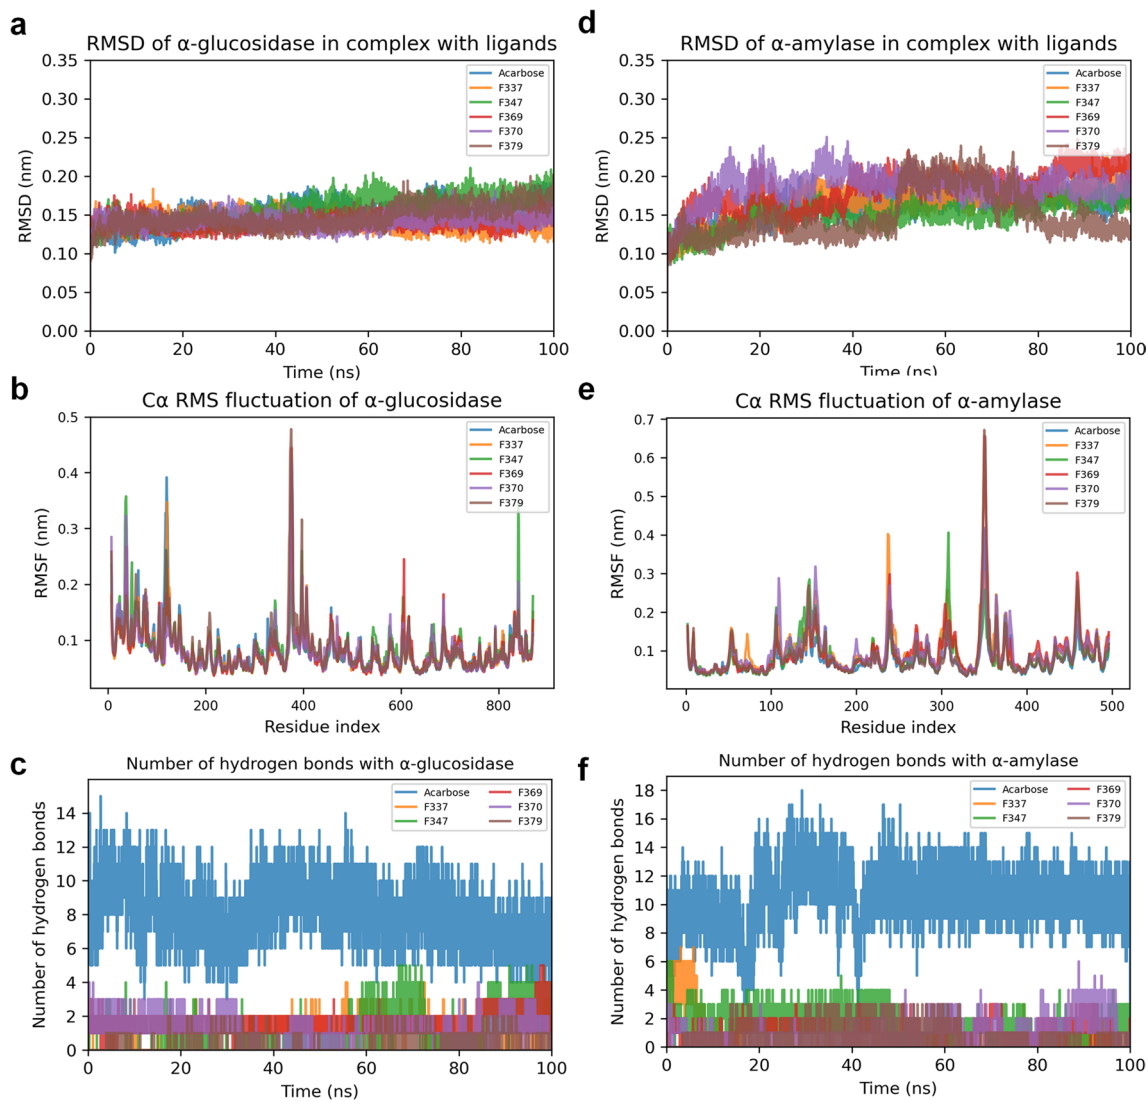 a
RMSD of α-glucosidase in complex with ligands
0.35
0.30
0.25
0.20
0.15
0.10
0.05
0.00
RMSD (nm)
Acarbose
F337
F347
F369
F370
F379
0 20 40 60 80 100
Time (ns)
d
RMSD of α-amylase in complex with ligands
0.35
0.30
0.25
0.20
0.15
0.10
0.05
0.00
RMSD (nm)
Acarbose
F337
F347
F369
F370
F379
0 20 40 60 80 100
Time (ns)
b
Cα RMS fluctuation of α-glucosidase
0.5
0.4
0.3
0.2
0.1
RMSF (nm)
Acarbose
F337
F347
F369
F370
F379
0 200 400 600 800
Residue index
e
Cα RMS fluctuation of α-amylase
0.7
0.6
0.5
0.4
0.3
0.2
0.1
RMSF (nm)
Acarbose
F337
F347
F369
F370
F379
0 100 200 300 400 500
Residue index
c
Number of hydrogen bonds with α-glucosidase
14
12
10
8
6
4
2
0
Number of hydrogen bonds
Acarbose F369
F337 F370
F347 F379
0 20 40 60 80 100
Time (ns)
f
Number of hydrogen bonds with α-amylase
18
16
14
12
10
8
6
4
2
0
Number of hydrogen bonds
Acarbose F369
F337 F370
F347 F379
0 20 40 60 80 100
Time (ns)